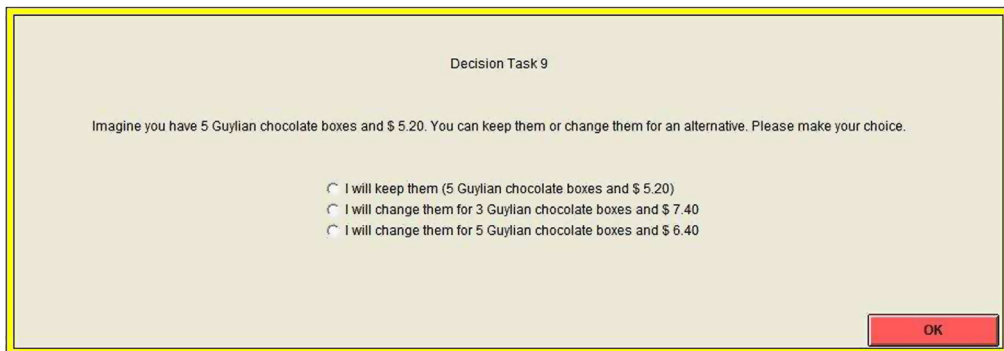 Decision Task 9
Imagine you have 5 Guylian chocolate boxes and $ 5.20. You can keep them or change them for an alternative. Please make your choice.
I will keep them (5 Guylian chocolate boxes and $ 5.20)
I will change them for 3 Guylian chocolate boxes and $ 7.40
I will change them for 5 Guylian chocolate boxes and $ 6.40
OK